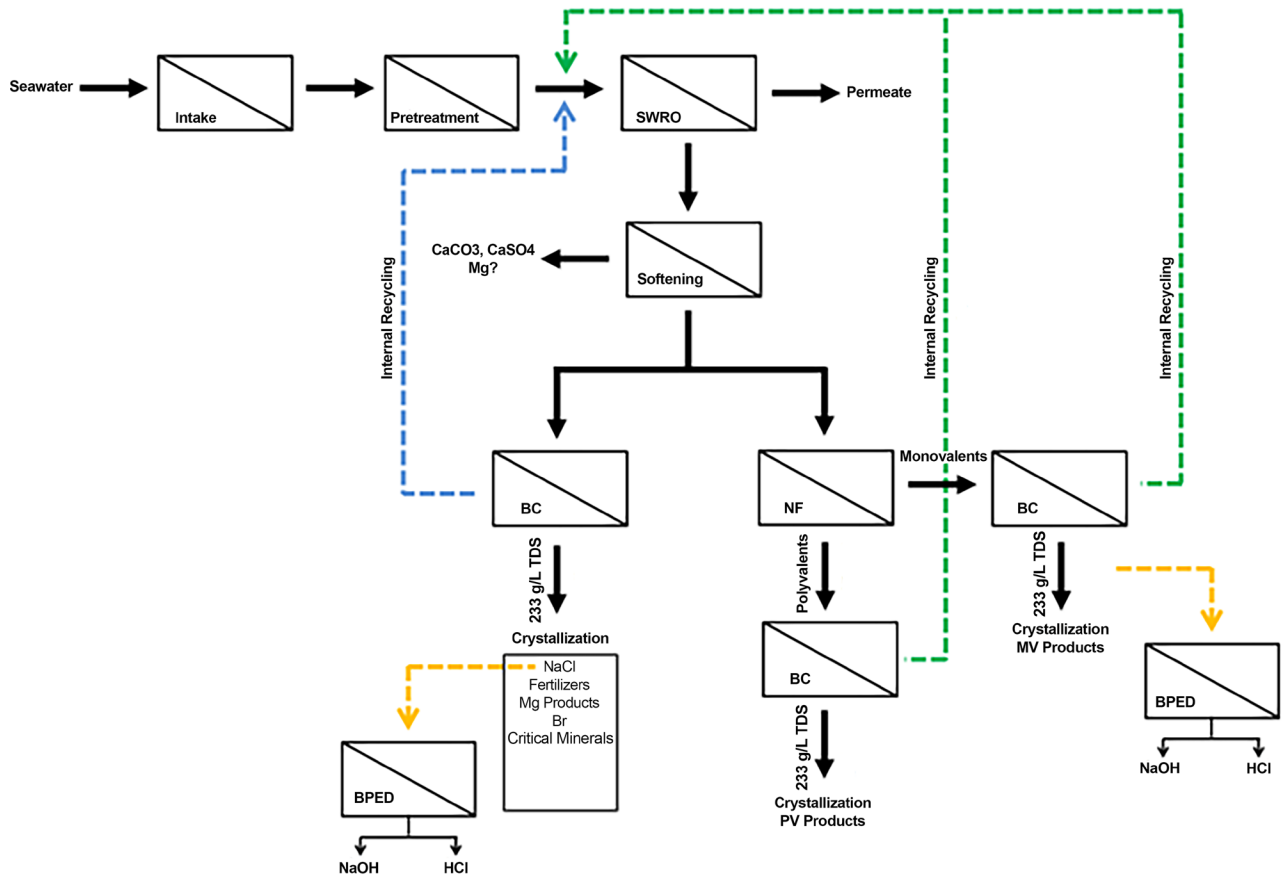 Seawater
Intake
Pretreatment
SWRO
Permeate
CaCO3, CaSO4
Mg?
Softening
Internal Recycling
Internal Recycling
Internal Recycling
BC
NF
Monovalents
BC
233 g/L TDS
Polyvalents
233 g/L TDS
Crystallization
Crystallization
MV Products
NaCl
Fertilizers
Mg Products
Br
Critical Minerals
BC
BPED
BPED
233 g/L TDS
NaOH
HCl
Crystallization
PV Products
NaOH
HCl